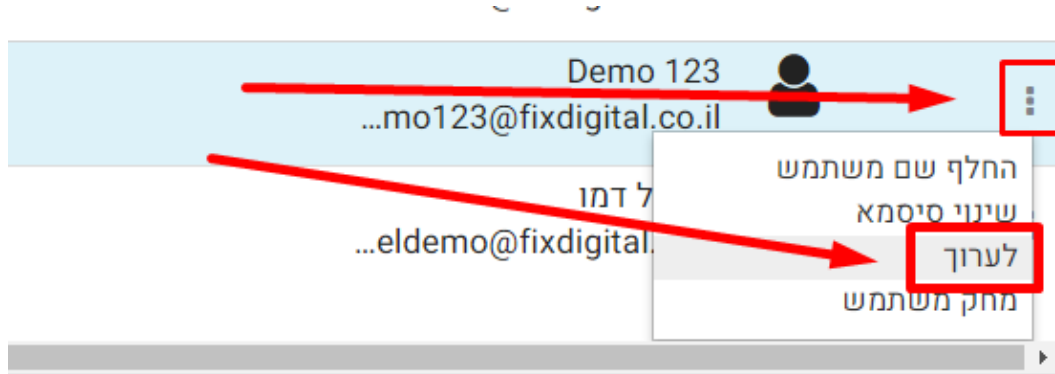 Demo 123
...mo123@fixdigital.co.il
החלף שם משתמש
שינוי סיסמא
לערוך
מחק משתמש
ל דמו
...eldemo@fixdigital.